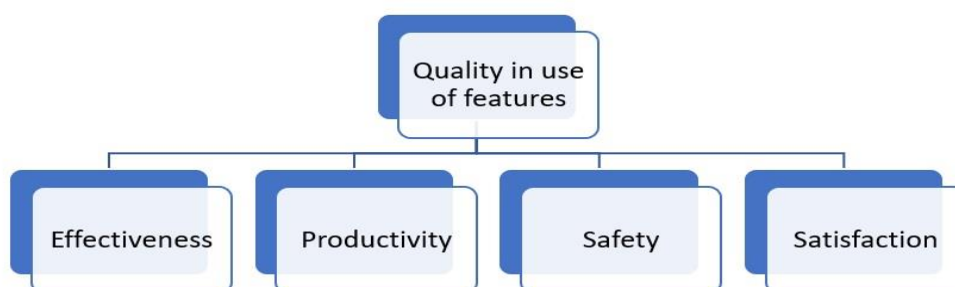 Quality in use
of features
Effectiveness
Productivity
Safety
Satisfaction